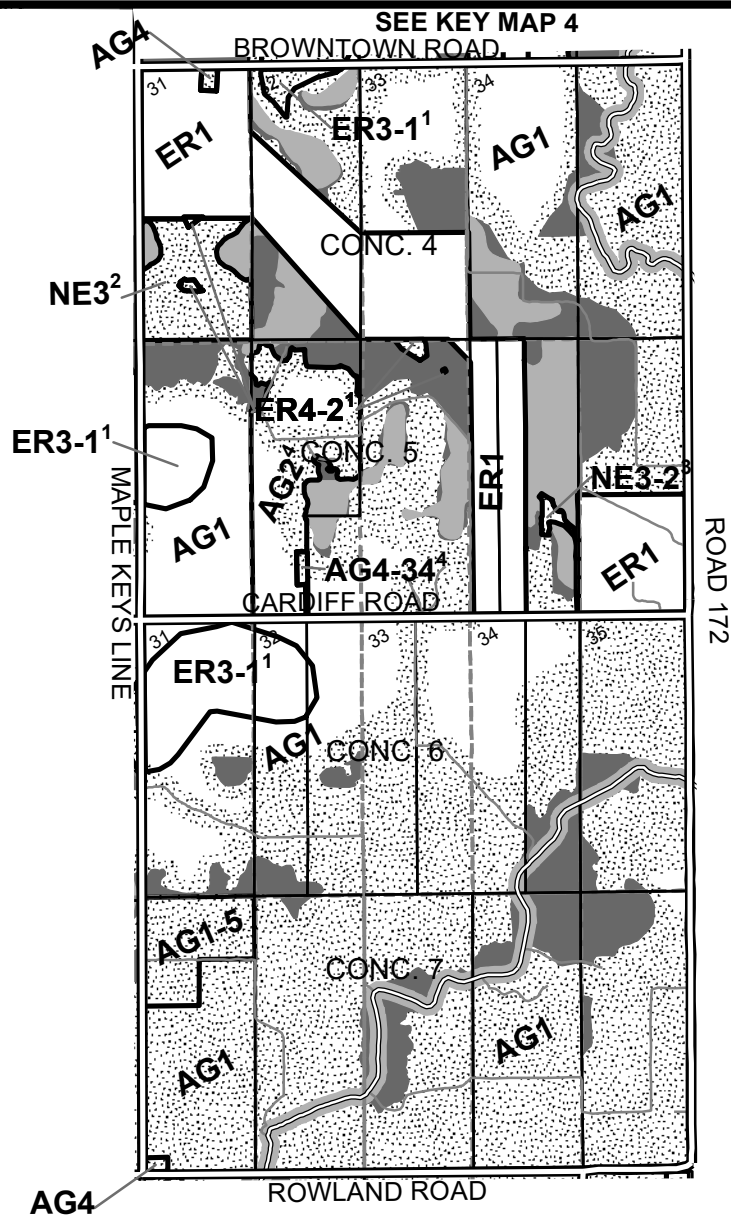 SEE KEY MAP 4
BROWNTOWN ROAD
AG4
31
33
34
ER3-1¹
ER1
AG1
AG1
CONC. 4
NE3²
ER4-2¹
ER3-1¹
CONC. 5
AG2⁴
ER1
NE3-2³
MAPLE KEYS LINE
AG1
AG4-34⁴
ER1
ROAD 172
CARDIFF ROAD
31
32
33
34
35
ER3-1¹
AG1
CONC. 6
AG1-5
CONC. 7
AG1
AG1
AG4
ROWLAND ROAD